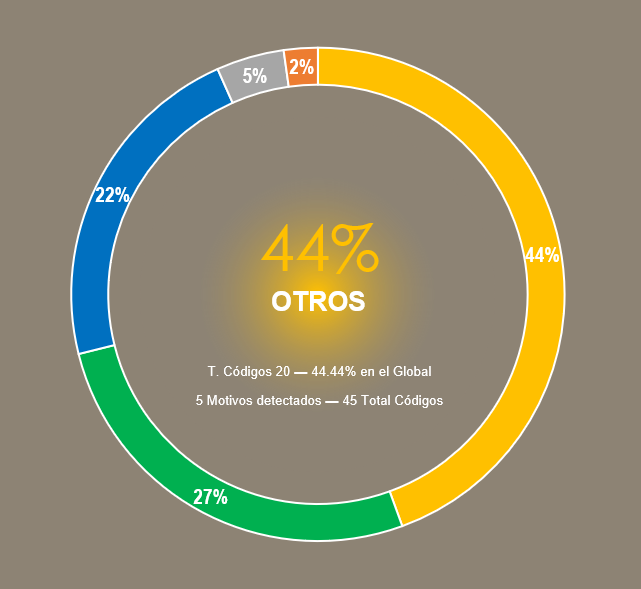 5%
2%
22%
44%
44%
OTROS
T. Códigos 20 — 44.44% en el Global
5 Motivos detectados — 45 Total Códigos
27%